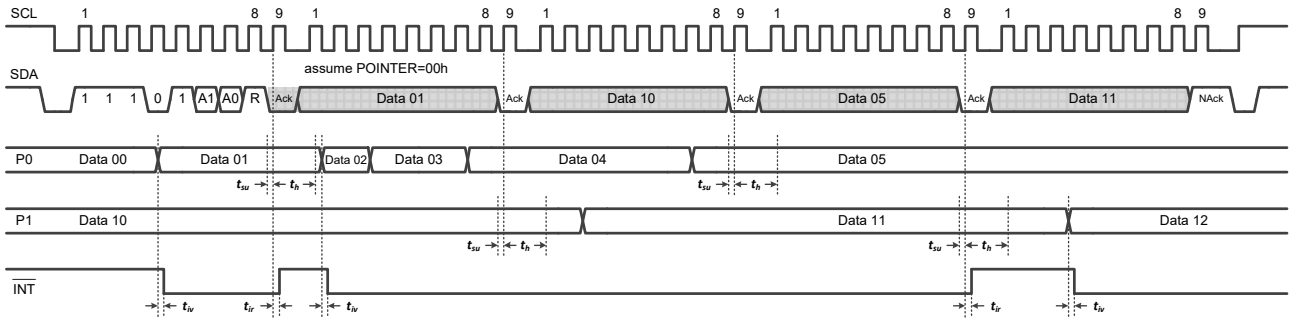 SCL 1 8 9 1 8 9 1 8 9 1 8 9 1 8 9
SDA assume POINTER=00h
1 1 1 0 1 A1 A0 R Ack Data 01 Ack Data 10 Ack Data 05 Ack Data 11 NAck
P0 Data 00 Data 01 Data 02 Data 03 Data 04 Data 05
tsu th tsu th
P1 Data 10 Data 11 Data 12
tsu th tsu th
INT
tiv tir tiv tir tiv